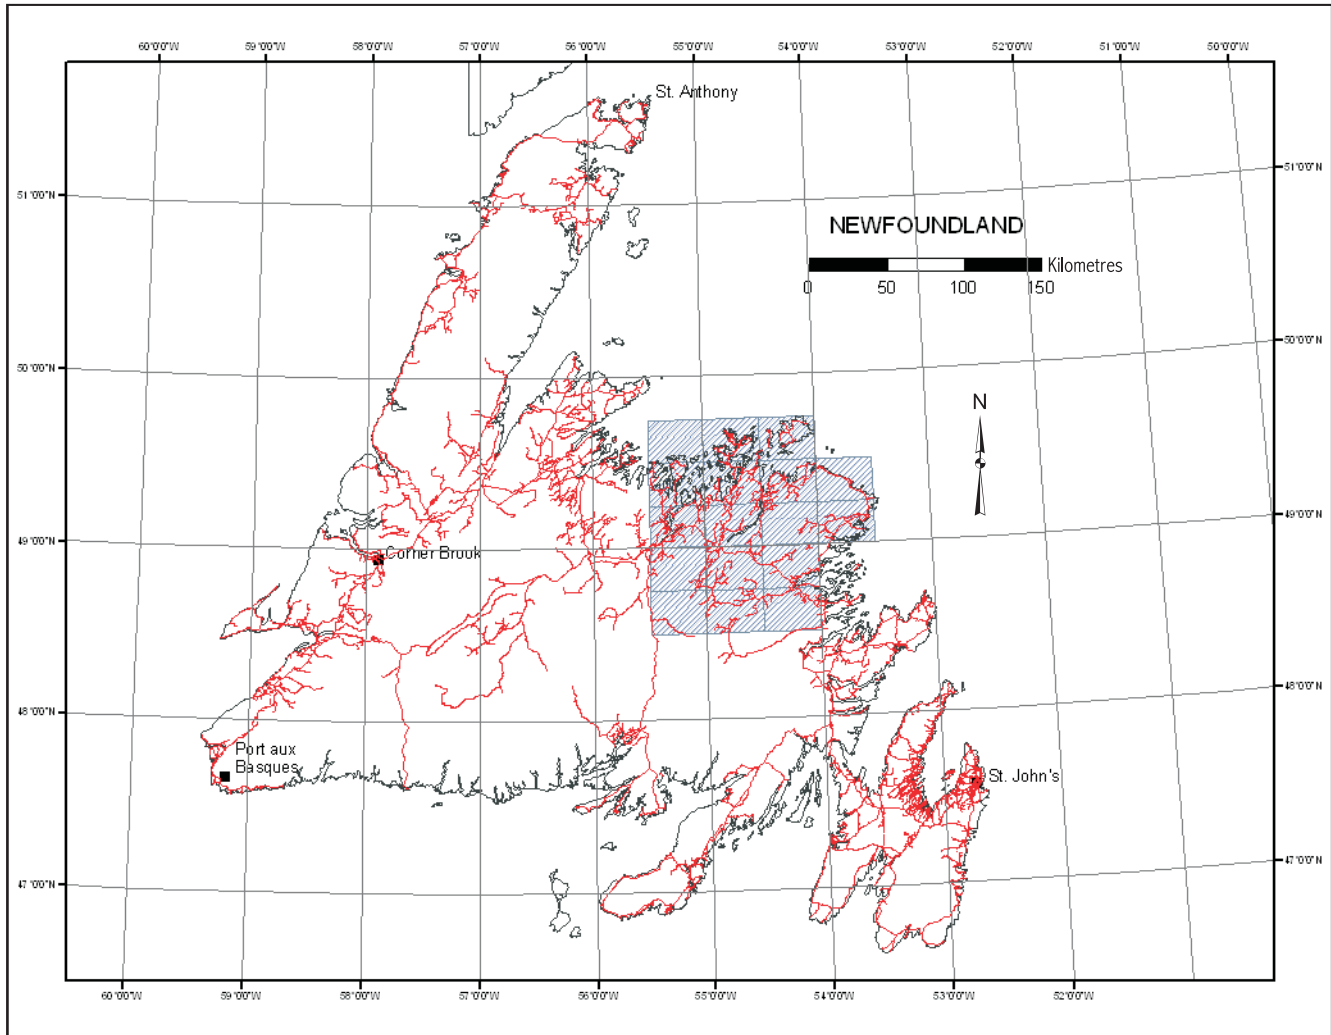 60°0'0"W 59°0'0"W 58°0'0"W 57°0'0"W 56°0'0"W 55°0'0"W 54°0'0"W 53°0'0"W 52°0'0"W 51°0'0"W 50°0'0"W
St. Anthony
51°0'0"N
51°0'0"N
NEWFOUNDLAND
Kilometres
0 50 100 150
50°0'0"N
50°0'0"N
N
49°0'0"N
49°0'0"N
Corner Brook
48°0'0"N
48°0'0"N
Port aux
Basques
St. John's
47°0'0"N
47°0'0"N
60°0'0"W 59°0'0"W 58°0'0"W 57°0'0"W 56°0'0"W 55°0'0"W 54°0'0"W 53°0'0"W 52°0'0"W